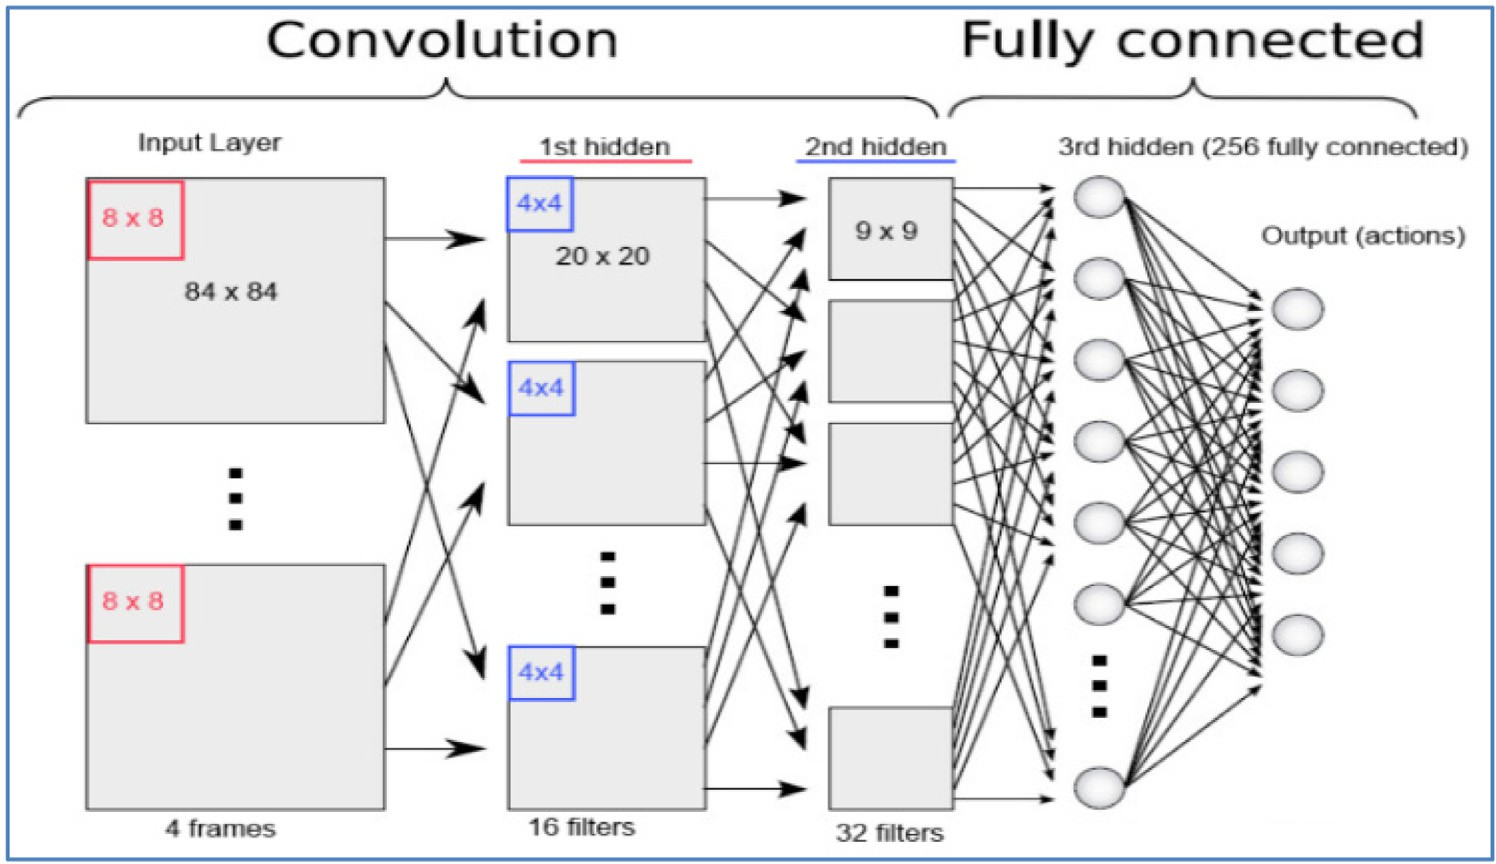 Convolution
Fully connected
Input Layer
1st hidden
2nd hidden
3rd hidden (256 fully connected)
Output (actions)
8 x 8
84 x 84
4x4
20 x 20
9 x 9
4x4
8 x 8
4x4
4 frames
16 filters
32 filters